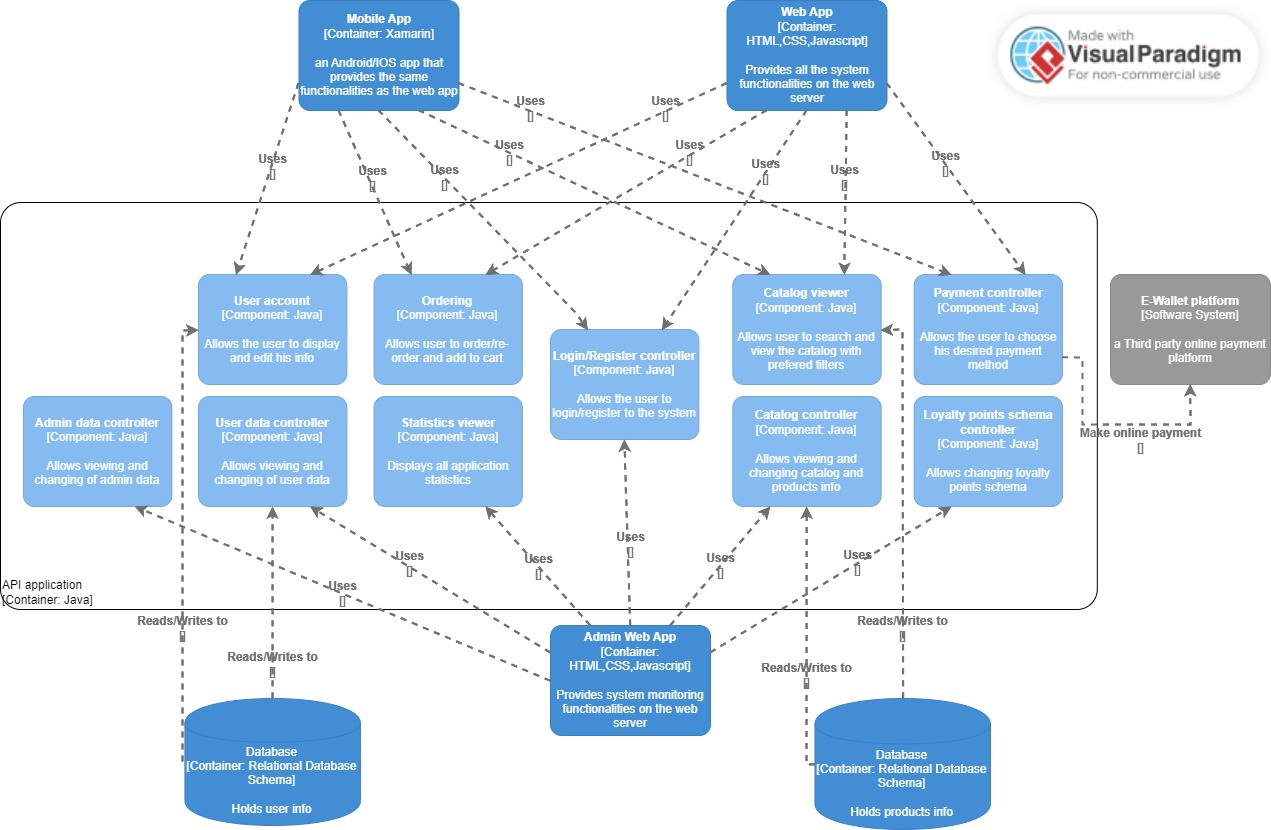 Mobile App
[Container: Xamarin]
an Android/IOS app that
provides the same
functionalities as the web app
Web App
[Container:
HTML,CSS,Javascript]
Provides all the system
functionalities on the web
server
Made with
VisualParadigm
For non-commercial use
Uses
[]
Uses
[]
Uses
[]
Uses
[]
Uses
[]
Uses
[]
Uses
[]
Uses
[]
Uses
[]
Uses
[]
User account
[Component: Java]
Allows the user to display
and edit his info
Ordering
[Component: Java]
Allows user to order/re-
order and add to cart
Login/Register controller
[Component: Java]
Allows the user to
login/register to the system
Catalog viewer
[Component: Java]
Allows user to search and
view the catalog with
prefered filters
Payment controller
[Component: Java]
Allows the user to choose
his desired payment
method
E-Wallet platform
[Software System]
a Third party online payment
platform
Make online payment
[]
Admin data controller
[Component: Java]
Allows viewing and
changing of admin data
User data controller
[Component: Java]
Allows viewing and
changing of user data
Statistics viewer
[Component: Java]
Displays all application
statistics
Catalog controller
[Component: Java]
Allows viewing and
changing catalog and
products info
Loyalty points schema
controller
[Component: Java]
Allows changing loyalty
points schema
Uses
[]
Uses
[]
Uses
[]
Uses
[]
Uses
[]
Uses
[]
API application
[Container: Java]
Reads/Writes to
[]
Reads/Writes to
[]
Reads/Writes to
[]
Reads/Writes to
[]
Admin Web App
[Container:
HTML,CSS,Javascript]
Provides system monitoring
functionalities on the web
server
Database
[Container: Relational Database
Schema]
Holds user info
Database
[Container: Relational Database
Schema]
Holds products info